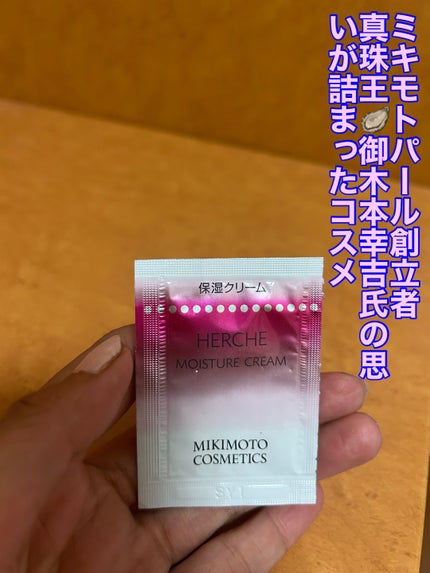 ミキモトパール創立者
真珠王🦪御木本幸吉氏の思
いが詰まったコスメ
保湿クリーム
HERCHE
MOISTURE CREAM
MIKIMOTO
COSMETICS